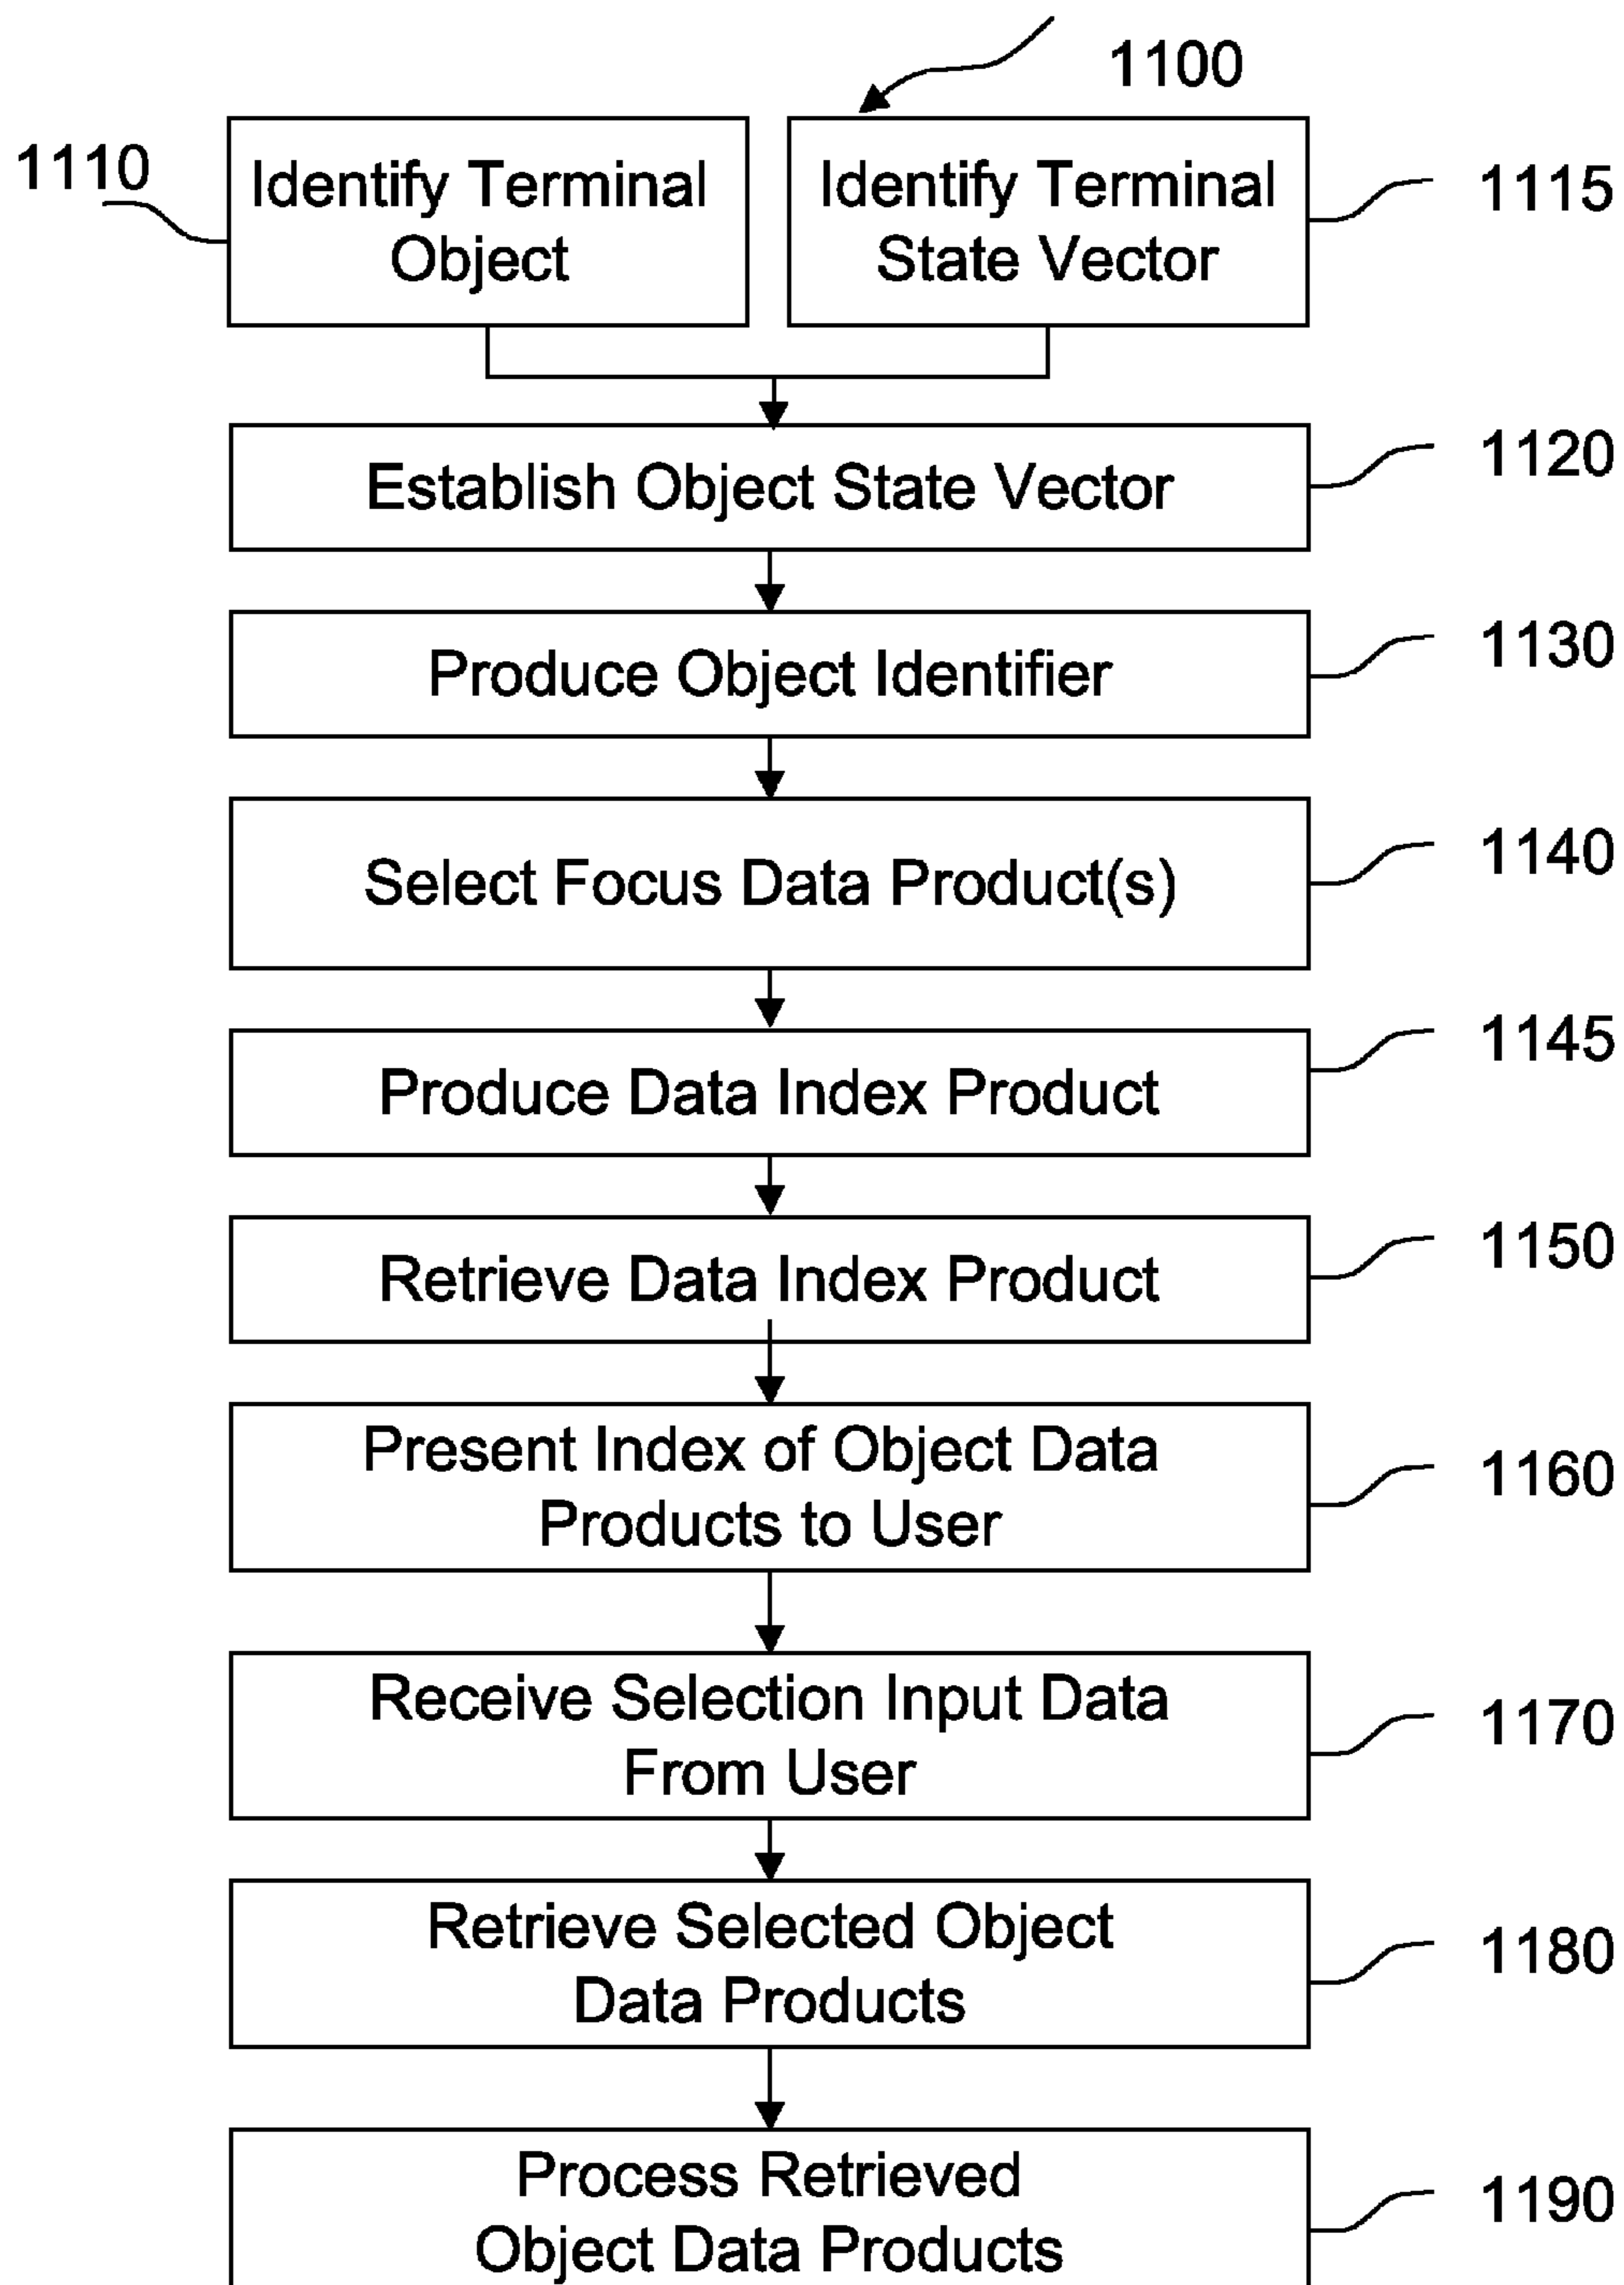 1100
1110
Identify Terminal
Object
Identify Terminal
State Vector
1115
Establish Object State Vector
1120
Produce Object Identifier
1130
Select Focus Data Product(s)
1140
Produce Data Index Product
1145
Retrieve Data Index Product
1150
Present Index of Object Data
Products to User
1160
Receive Selection Input Data
From User
1170
Retrieve Selected Object
Data Products
1180
Process Retrieved
Object Data Products
1190